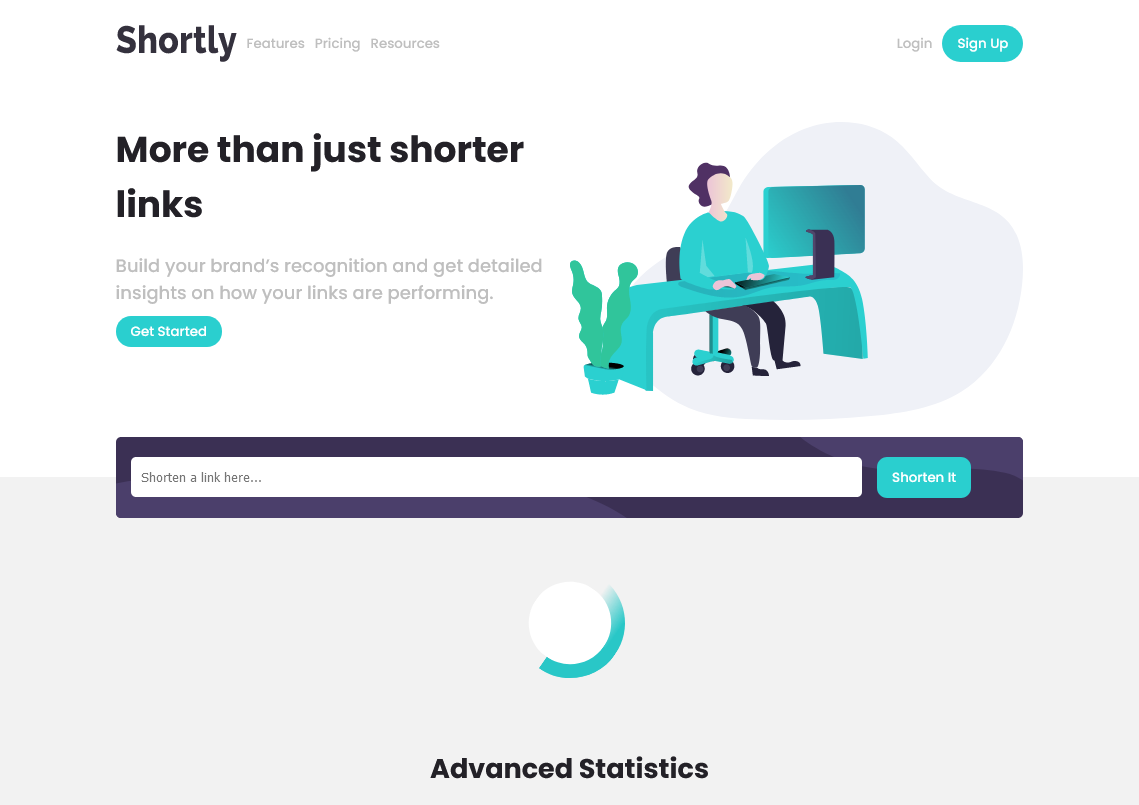 Shortly Features Pricing Resources Login Sign Up
More than just shorter
links
Build your brand’s recognition and get detailed
insights on how your links are performing.
Get Started
Shorten a link here...
Shorten It
Advanced Statistics